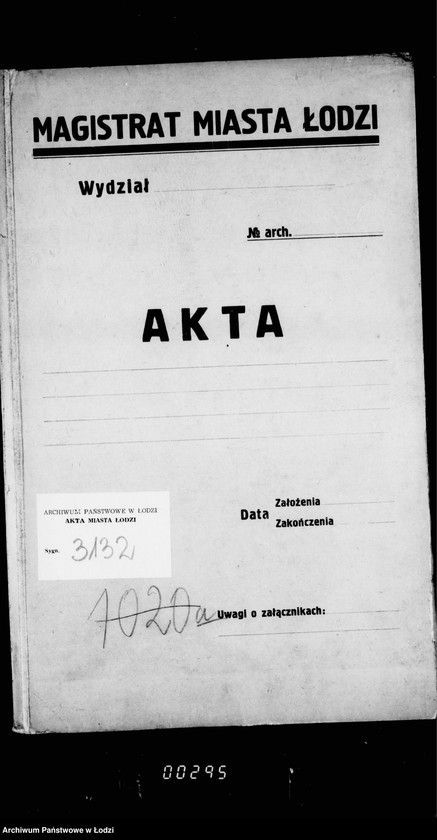 MAGISTRAT MIASTA ŁODZI
Wydział
№ arch.
AKTA
Data Założenia
Zakończenia
ARCHIWUM PAŃSTWOWE W ŁODZI
AKTA MIASTA ŁODZI
Sygn. 3132
1020a
Uwagi o załącznikach:
00295
Archiwum Państwowe w Łodzi